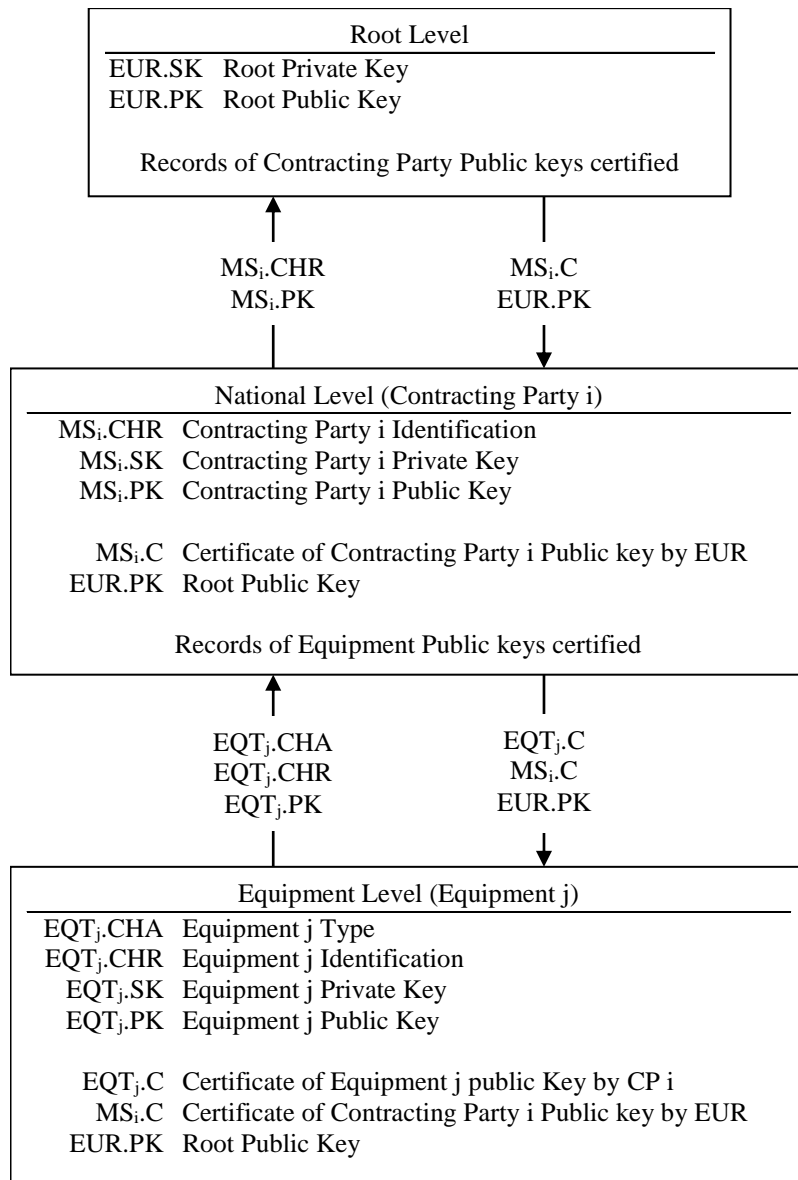 Root Level
EUR.SK Root Private Key
EUR.PK Root Public Key
Records of Contracting Party Public keys certified
MSi.CHR MSi.C
MSi.PK EUR.PK
National Level (Contracting Party i)
MSi.CHR Contracting Party i Identification
MSi.SK Contracting Party i Private Key
MSi.PK Contracting Party i Public Key
MSi.C Certificate of Contracting Party i Public key by EUR
EUR.PK Root Public Key
Records of Equipment Public keys certified
EQTj.CHA EQTj.C
EQTj.CHR MSi.C
EQTj.PK EUR.PK
Equipment Level (Equipment j)
EQTj.CHA Equipment j Type
EQTj.CHR Equipment j Identification
EQTj.SK Equipment j Private Key
EQTj.PK Equipment j Public Key
EQTj.C Certificate of Equipment j public Key by CP i
MSi.C Certificate of Contracting Party i Public key by EUR
EUR.PK Root Public Key